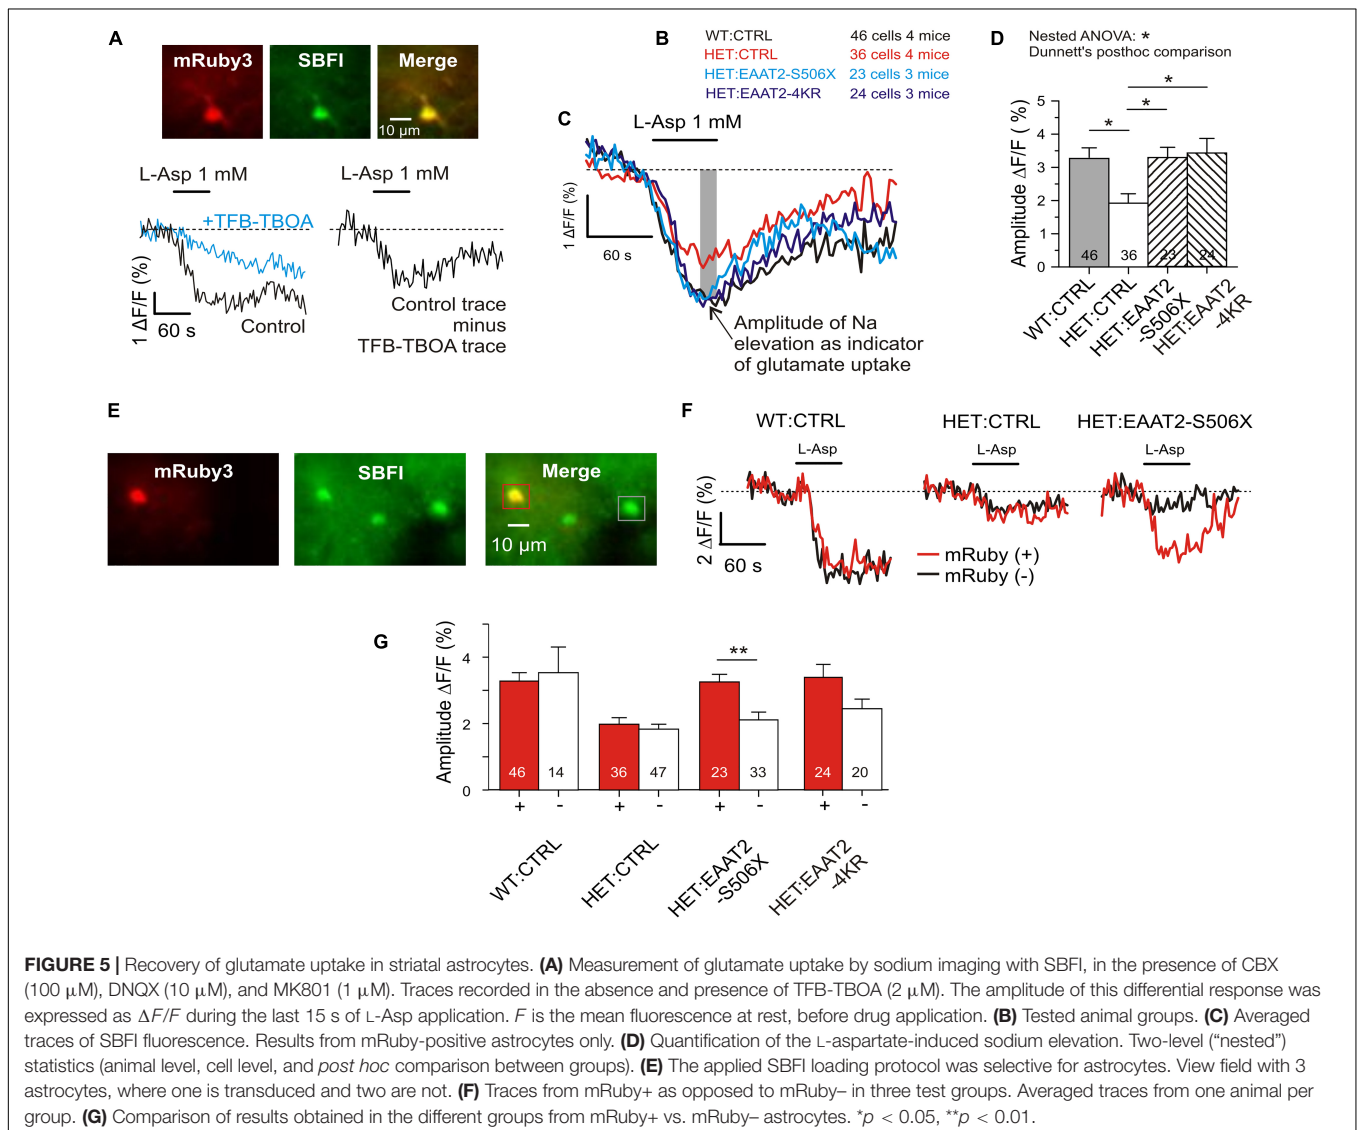 A
mRuby3
SBFI
Merge
10 µm
L-Asp 1 mM
L-Asp 1 mM
+TFB-TBOA
1 ΔF/F (%)
60 s
Control
Control trace
minus
TFB-TBOA trace
B
WT:CTRL 46 cells 4 mice
HET:CTRL 36 cells 4 mice
HET:EAAT2-S506X 23 cells 3 mice
HET:EAAT2-4KR 24 cells 3 mice
C
L-Asp 1 mM
1 ΔF/F (%)
60 s
Amplitude of Na
elevation as indicator
of glutamate uptake
D
Nested ANOVA: *
Dunnett's posthoc comparison
*
*
*
Amplitude ΔF/F ( %)
5
4
3
2
1
0
46
36
23
24
WT:CTRL
HET:CTRL
HET:EAAT2
-S506X
HET:EAAT2
-4KR
E
mRuby3
SBFI
Merge
10 µm
F
WT:CTRL
HET:CTRL
HET:EAAT2-S506X
L-Asp
L-Asp
L-Asp
2 ΔF/F (%)
60 s
mRuby (+)
mRuby (-)
G
Amplitude ΔF/F (%)
4
2
0
**
46
14
36
47
23
33
24
20
+ - + - + - + -
WT:CTRL
HET:CTRL
HET:EAAT2
-S506X
HET:EAAT2
-4KR
FIGURE 5 | Recovery of glutamate uptake in striatal astrocytes. (A) Measurement of glutamate uptake by sodium imaging with SBFI, in the presence of CBX
(100 µM), DNQX (10 µM), and MK801 (1 µM). Traces recorded in the absence and presence of TFB-TBOA (2 µM). The amplitude of this differential response was
expressed as ΔF/F during the last 15 s of L-Asp application. F is the mean fluorescence at rest, before drug application. (B) Tested animal groups. (C) Averaged
traces of SBFI fluorescence. Results from mRuby-positive astrocytes only. (D) Quantification of the L-aspartate-induced sodium elevation. Two-level (“nested”)
statistics (animal level, cell level, and post hoc comparison between groups). (E) The applied SBFI loading protocol was selective for astrocytes. View field with 3
astrocytes, where one is transduced and two are not. (F) Traces from mRuby+ as opposed to mRuby– in three test groups. Averaged traces from one animal per
group. (G) Comparison of results obtained in the different groups from mRuby+ vs. mRuby– astrocytes. *p < 0.05, **p < 0.01.